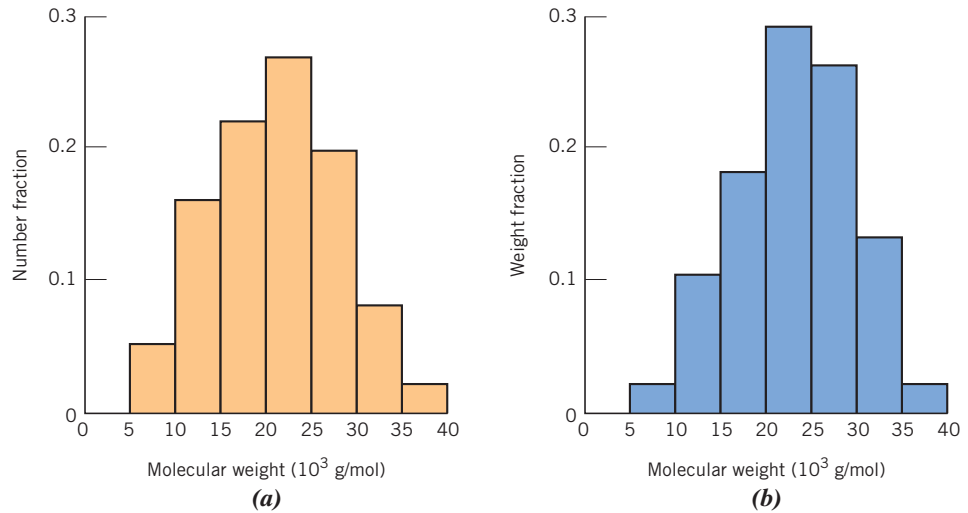 0.3
0.2
0.1
0
Number fraction
0 5 10 15 20 25 30 35 40
Molecular weight (10³ g/mol)
(a)
0.3
0.2
0.1
0
Weight fraction
0 5 10 15 20 25 30 35 40
Molecular weight (10³ g/mol)
(b)